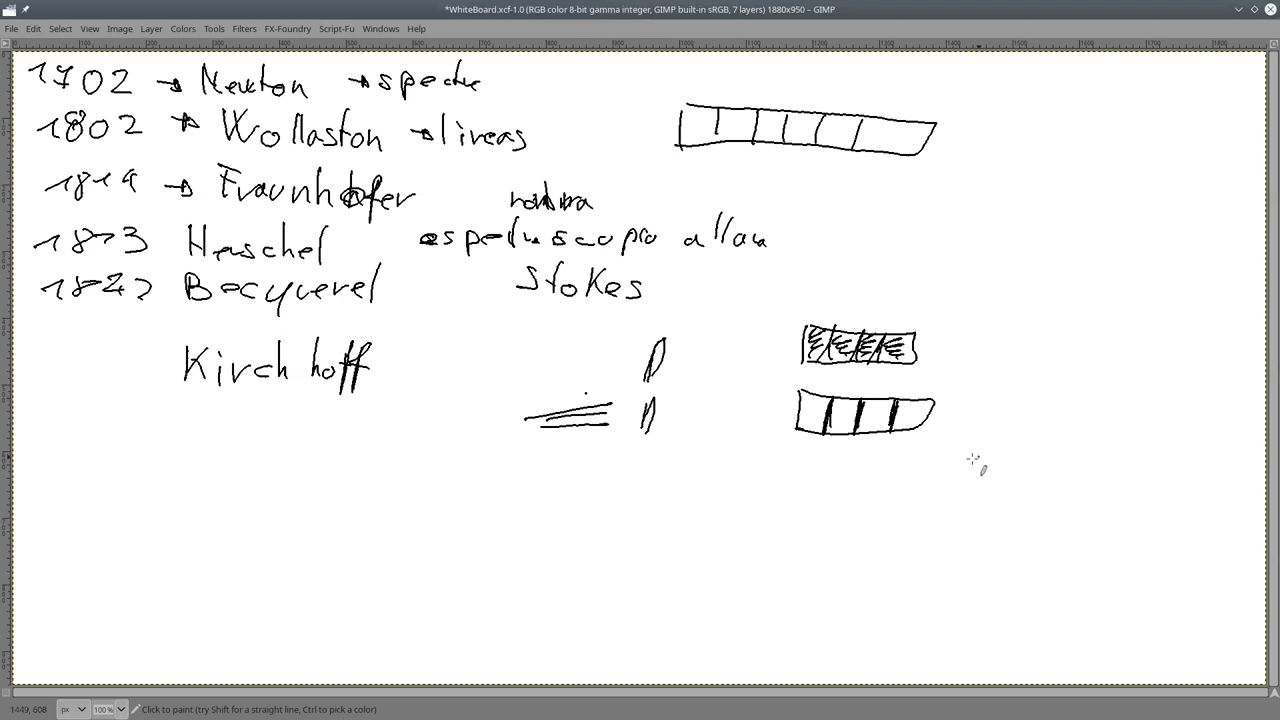 *WhiteBoard.xcf-1.0 (RGB color 8-bit gamma integer, GIMP built-in sRGB, 7 layers) 1880x950 – GIMP
File Edit Select View Image Layer Colors Tools Filters FX-Foundry Script-Fu Windows Help
1702 → Newton → spectre
1802 → Wollaston → lineas
1814 → Fraunhofer
1873 Herschel espectroscopio
Becquerel Stokes
Kirchhoff
1449, 608 px 100 % Click to paint (try Shift for a straight line, Ctrl to pick a color)